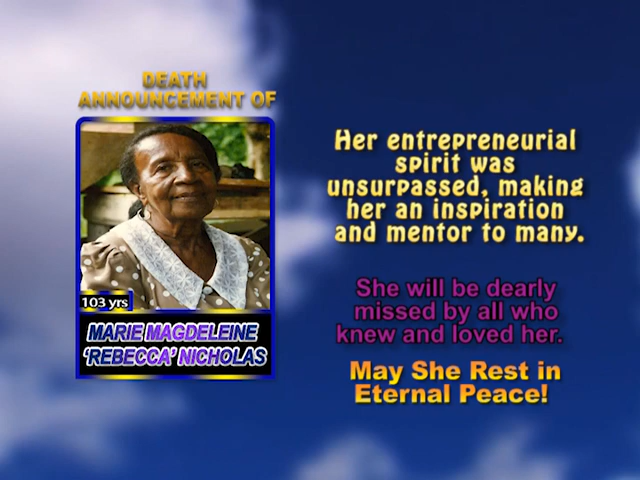 DEATH
ANNOUNCEMENT OF
103 yrs
MARIE MAGDELEINE
'REBECCA' NICHOLAS
Her entrepreneurial
spirit was
unsurpassed, making
her an inspiration
and mentor to many.
She will be dearly
missed by all who
knew and loved her.
May She Rest in
Eternal Peace!